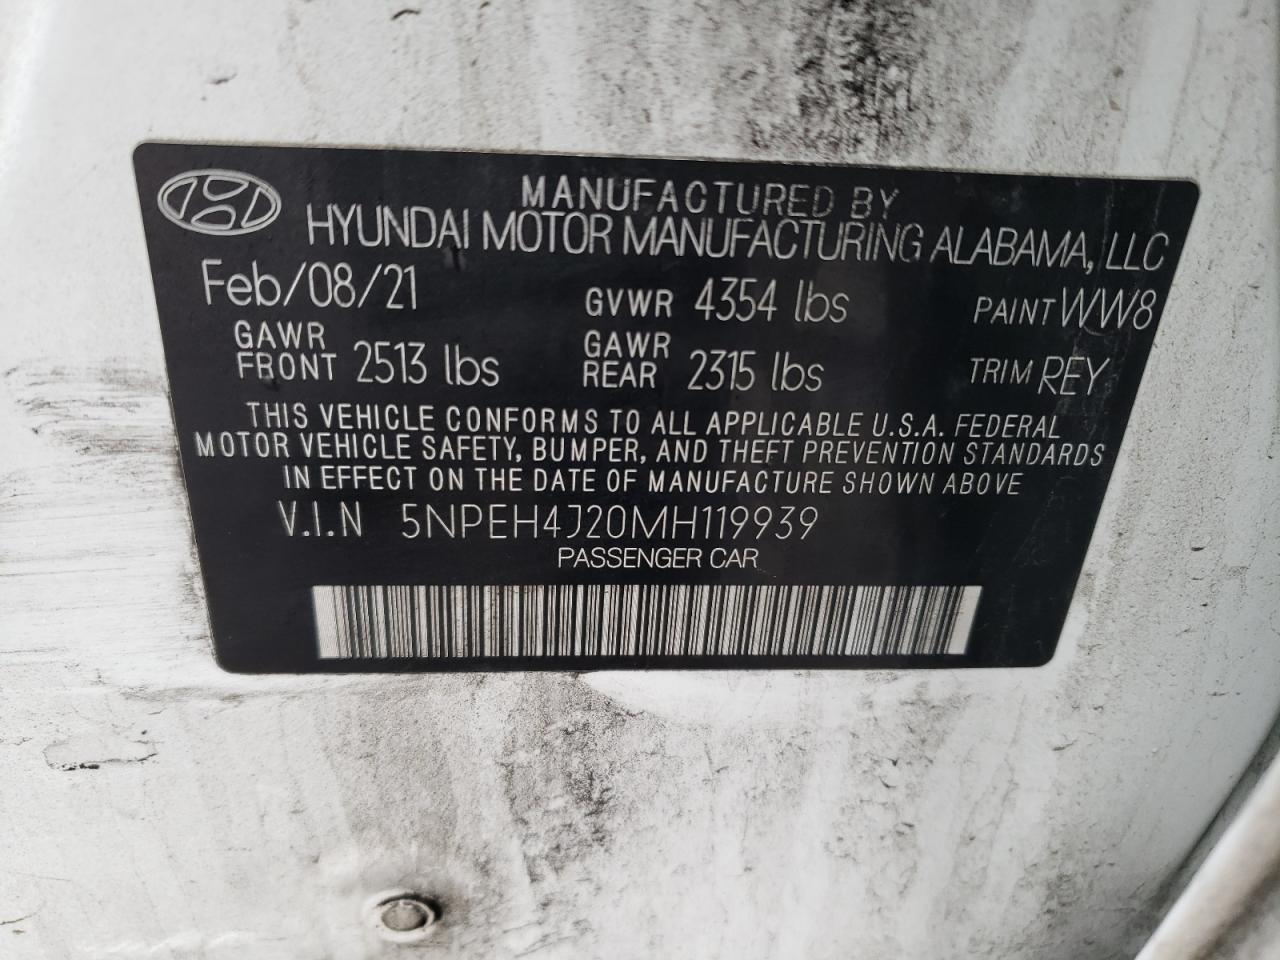 MANUFACTURED BY
HYUNDAI MOTOR MANUFACTURING ALABAMA, LLC
Feb/08/21 GVWR 4354 lbs PAINT WW8
GAWR FRONT 2513 lbs GAWR REAR 2315 lbs TRIM REY
THIS VEHICLE CONFORMS TO ALL APPLICABLE U.S.A. FEDERAL
MOTOR VEHICLE SAFETY, BUMPER, AND THEFT PREVENTION STANDARDS
IN EFFECT ON THE DATE OF MANUFACTURE SHOWN ABOVE
V.I.N 5NPEH4J20MH119939
PASSENGER CAR